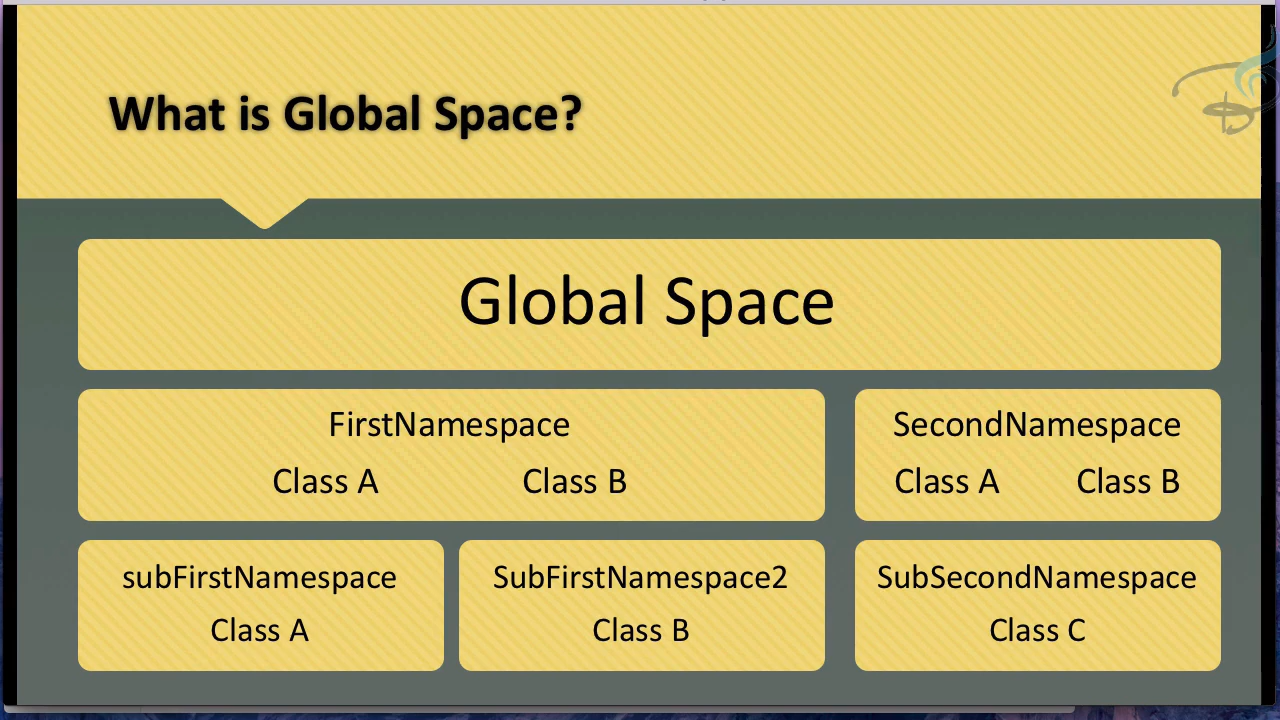 What is Global Space?
Global Space
FirstNamespace
Class A Class B
SecondNamespace
Class A Class B
subFirstNamespace
Class A
SubFirstNamespace2
Class B
SubSecondNamespace
Class C